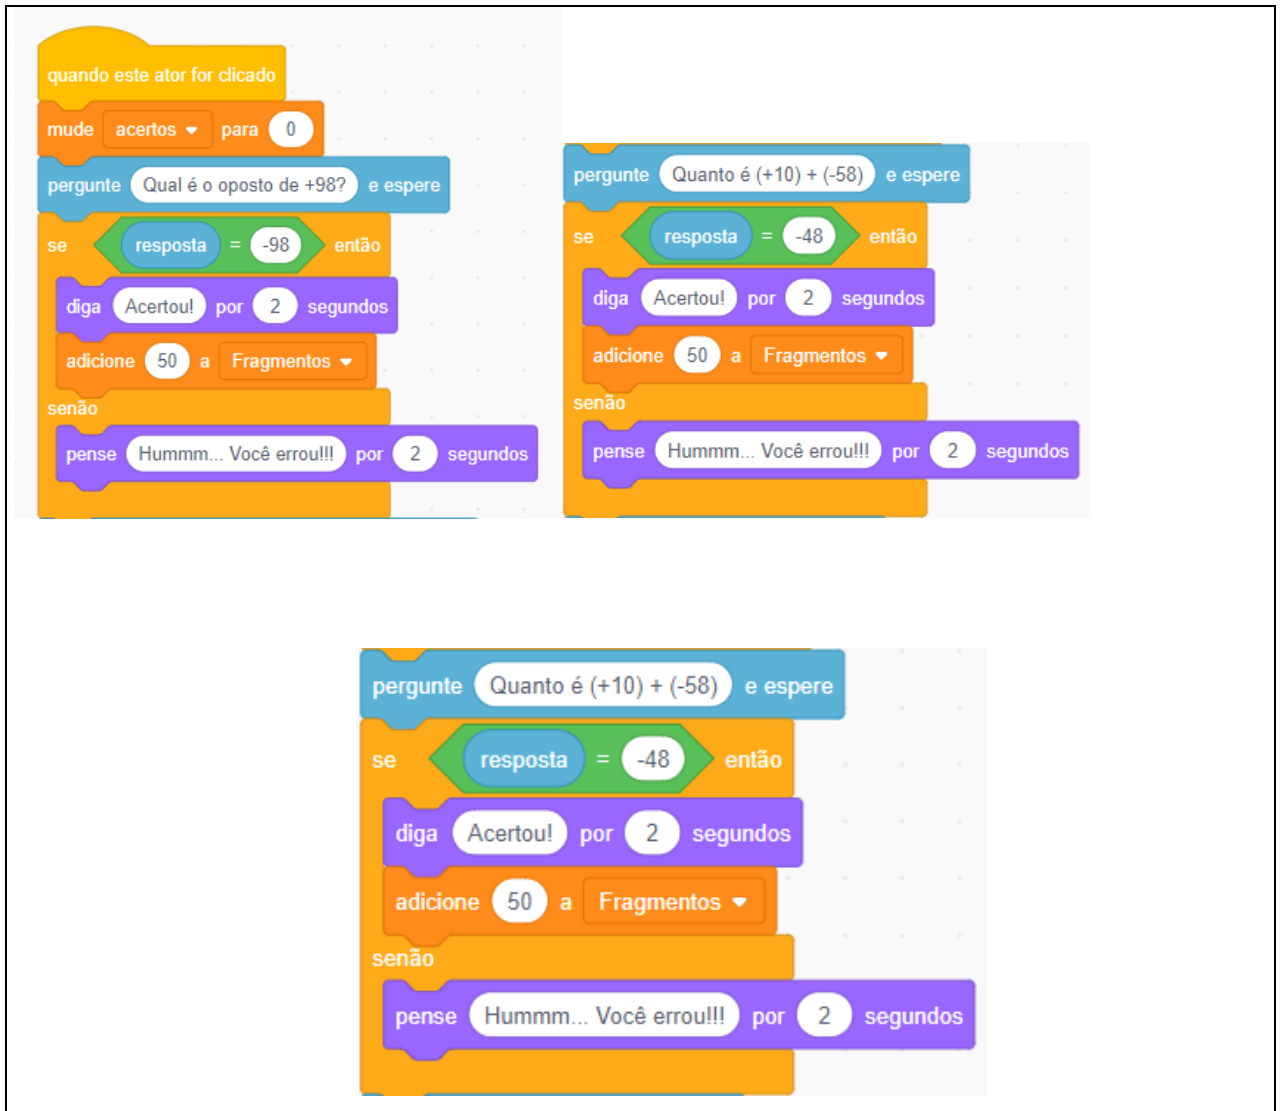 quando este ator for clicado
mude acertos para 0
pergunte Qual é o oposto de +98? e espere
se resposta = -98 então
diga Acertou! por 2 segundos
adicione 50 a Fragmentos
senão
pense Hummm... Você errou!!! por 2 segundos
pergunte Quanto é (+10) + (-58) e espere
se resposta = -48 então
diga Acertou! por 2 segundos
adicione 50 a Fragmentos
senão
pense Hummm... Você errou!!! por 2 segundos
pergunte Quanto é (+10) + (-58) e espere
se resposta = -48 então
diga Acertou! por 2 segundos
adicione 50 a Fragmentos
senão
pense Hummm... Você errou!!! por 2 segundos